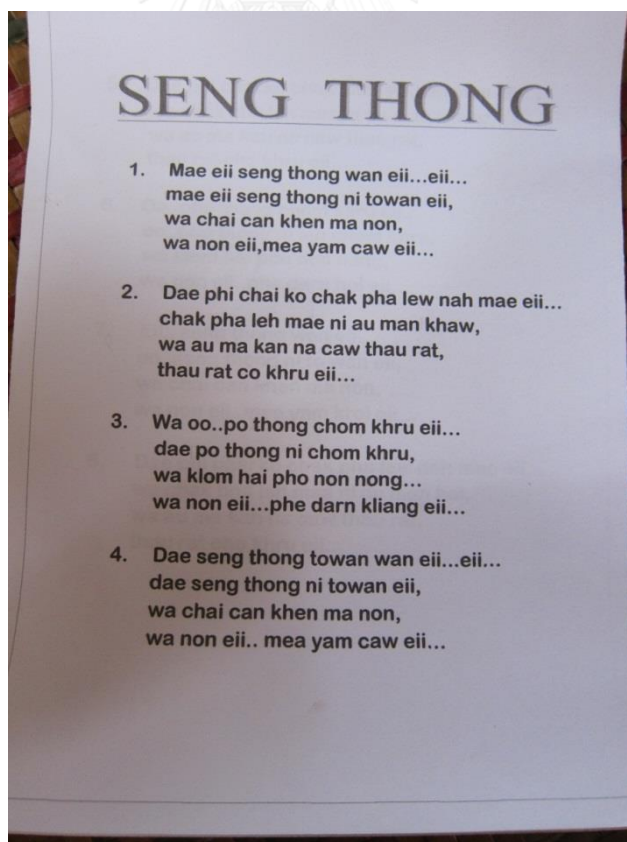 SENG THONG
1. Mae eii seng thong wan eii...eii...
mae eii seng thong ni towan eii,
wa chai can khen ma non,
wa non eii,mea yam caw eii...
2. Dae phi chai ko chak pha lew nah mae eii...
chak pha leh mae ni au man khaw,
wa au ma kan na caw thau rat,
thau rat co khru eii...
3. Wa oo..po thong chom khru eii...
dae po thong ni chom khru,
wa klom hai pho non nong...
wa non eii...phe darn kliang eii...
4. Dae seng thong towan wan eii...eii...
dae seng thong ni towan eii,
wa chai can khen ma non,
wa non eii.. mea yam caw eii...